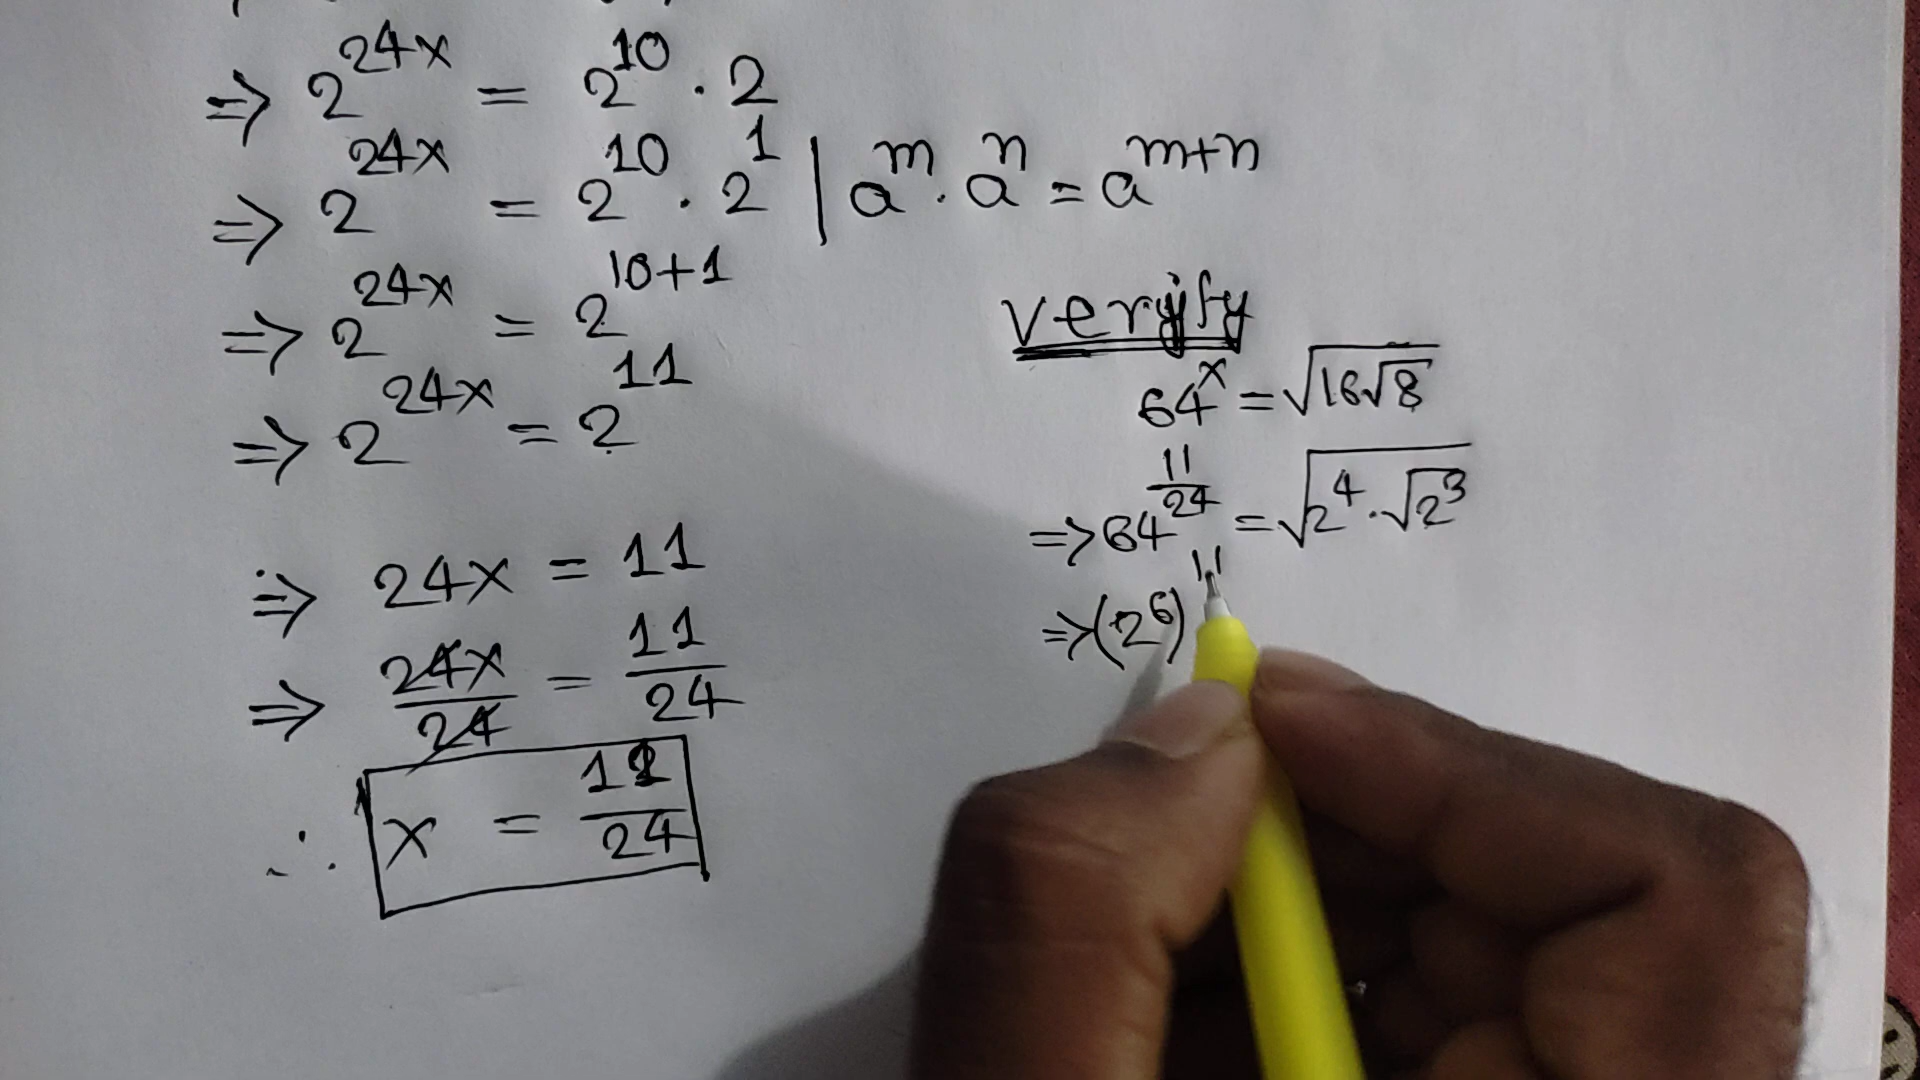 ⇒ 2^24x = 2^10 . 2
⇒ 2^24x = 2^10 . 2^1 | a^m . a^n = a^m+n
⇒ 2^24x = 2^10+1
⇒ 2^24x = 2^11
⇒ 24x = 11
⇒ 24x/24 = 11/24
∴ x = 11/24
verify
64^x = √(16√8)
⇒ 64^11/24 = √(2^4 . √(2^3))
⇒ (2^6)^11